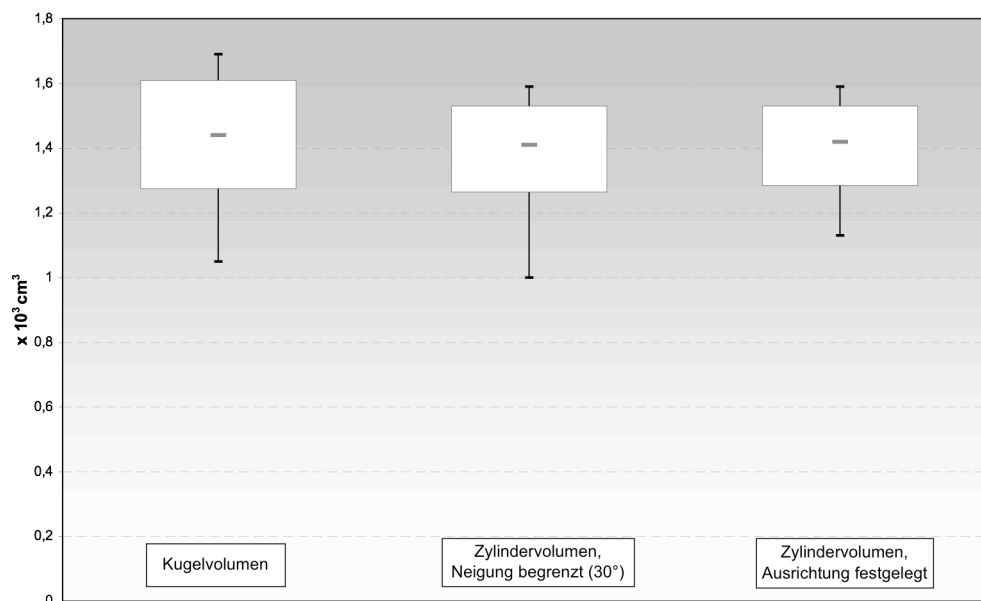 1,8
1,6
1,4
1,2
1
0,8
0,6
0,4
0,2
0
x 10³ cm³
Kugelvolumen
Zylindervolumen,
Neigung begrenzt (30°)
Zylindervolumen,
Ausrichtung festgelegt